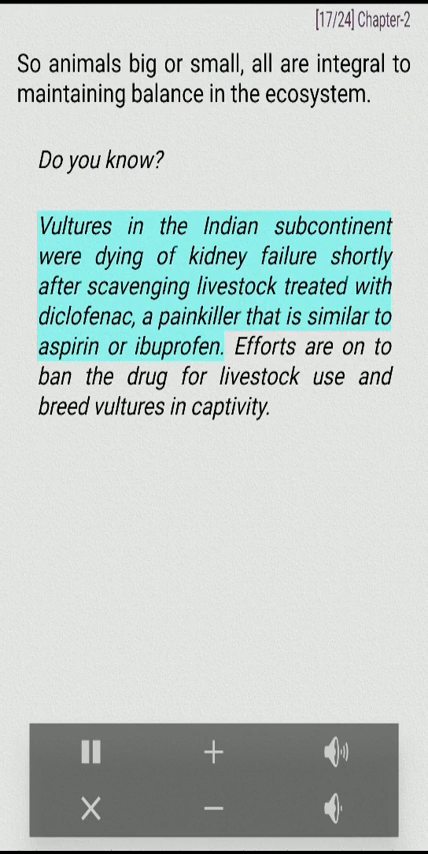 [17/24] Chapter-2
So animals big or small, all are integral to
maintaining balance in the ecosystem.
Do you know?
Vultures in the Indian subcontinent
were dying of kidney failure shortly
after scavenging livestock treated with
diclofenac, a painkiller that is similar to
aspirin or ibuprofen. Efforts are on to
ban the drug for livestock use and
breed vultures in captivity.